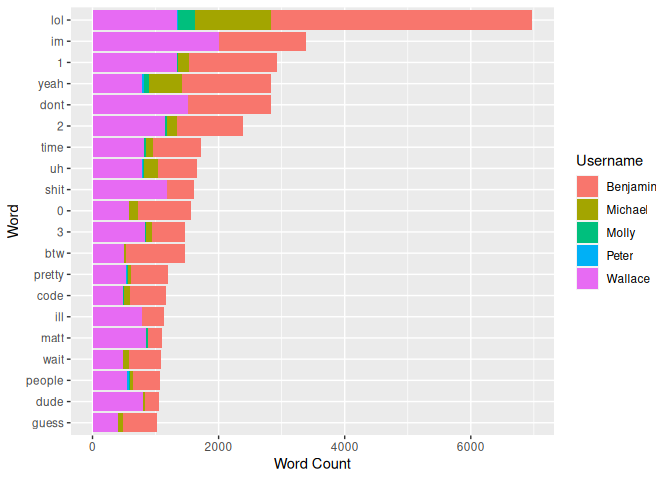 lol
im
1
yeah
dont
2
time
uh
shit
0
3
btw
pretty
code
ill
matt
wait
people
dude
guess
Word
0 2000 4000 6000
Word Count
Username
Benjamin
Michael
Molly
Peter
Wallace